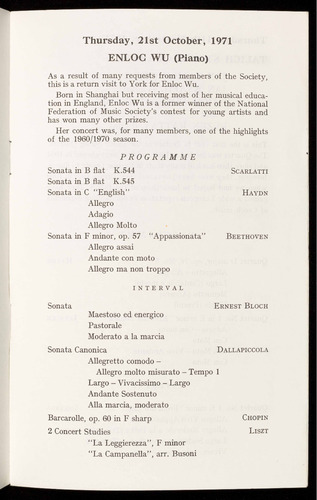 Thursday, 21st October, 1971
ENLOC WU (Piano)
As a result of many requests from members of the Society,
this is a return visit to York for Enloc Wu.
Born in Shanghai but receiving most of her musical educa-
tion in England, Enloc Wu is a former winner of the National
Federation of Music Society's contest for young artists and
has won many other prizes.
Her concert was, for many members, one of the highlights
of the 1960/1970 season.
PROGRAMME
Sonata in B flat K.544 SCARLATTI
Sonata in B flat K.545
Sonata in C "English" HAYDN
Allegro
Adagio
Allegro Molto
Sonata in F minor, op. 57 "Appassionata" BEETHOVEN
Allegro assai
Andante con moto
Allegro ma non troppo
INTERVAL
Sonata ERNEST BLOCH
Maestoso ed energico
Pastorale
Moderato a la marcia
Sonata Canonica DALLAPICCOLA
Allegretto comodo –
Allegro molto misurato – Tempo 1
Largo – Vivacissimo – Largo
Andante Sostenuto
Alla marcia, moderato
Barcarolle, op. 60 in F sharp CHOPIN
2 Concert Studies LISZT
"La Leggierezza", F minor
"La Campanella", arr. Busoni